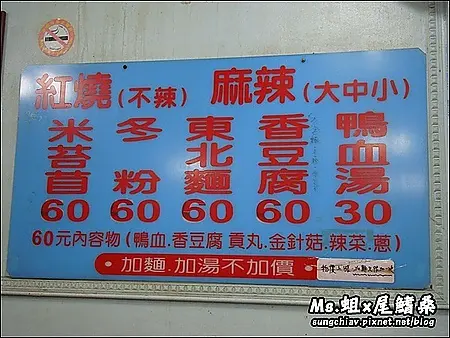 紅燒(不辣) 麻辣(大中小)
米苔苜 60
冬粉 60
東北麵 60
香豆腐 60
鴨血湯 30
60元內容物(鴨血.香豆腐 貢丸.金針菇.辣菜.蔥)
加麵.加湯不加價
Ms.蛆x尾鰭桑
sungchiav.pixnet.net/blog